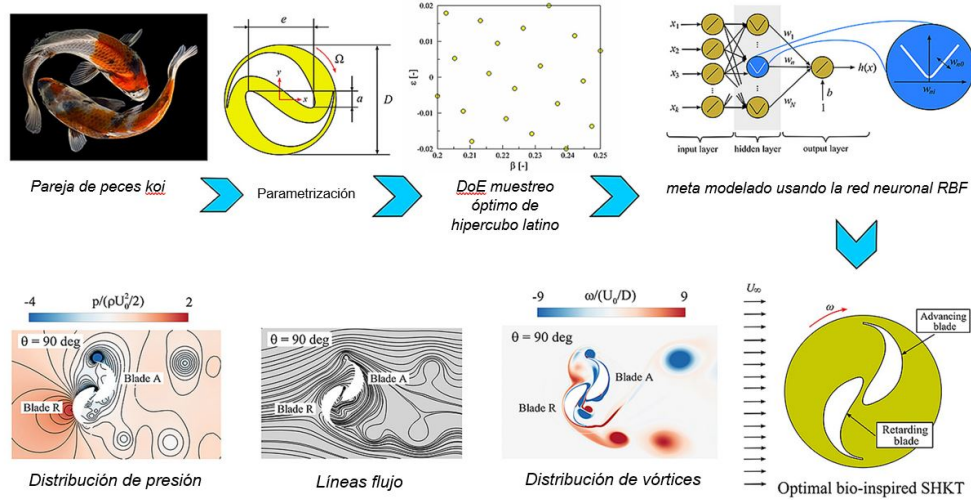 e
Ω
y
x
a
D
Pareja de peces koi
Parametrización
ε [-]
0.02
0.01
0
-0.01
-0.02
0.2 0.21 0.22 0.23 0.24 0.25
β [-]
DoE muestreo
óptimo de
hipercubo latino
x1
x2
x3
xk
w1
wn
wN
h(x)
b
1
wn0
wni
input layer
hidden layer
output layer
meta modelado usando la red neuronal RBF
p/(ρU₀²/2)
-4 2
θ = 90 deg
Blade A
Blade R
Distribución de presión
θ = 90 deg
Blade A
Blade R
Líneas flujo
ω/(U₀/D)
-9 9
θ = 90 deg
Blade A
Blade R
Distribución de vórtices
U∞
ω
Advancing
blade
Retarding
blade
Optimal bio-inspired SHKT